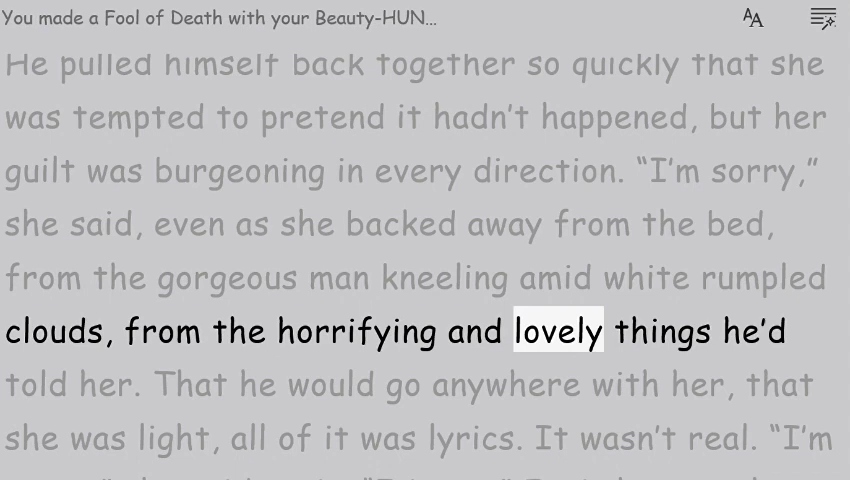 You made a Fool of Death with your Beauty-HUN...
He pulled himself back together so quickly that she
was tempted to pretend it hadn't happened, but her
guilt was burgeoning in every direction. “I'm sorry,”
she said, even as she backed away from the bed,
from the gorgeous man kneeling amid white rumpled
clouds, from the horrifying and lovely things he'd
told her. That he would go anywhere with her, that
she was light, all of it was lyrics. It wasn't real. “I'm